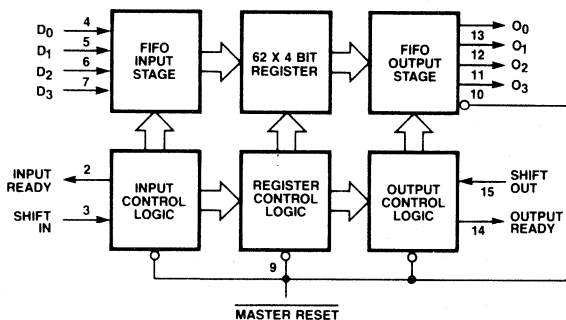 D0 4
D1 5
D2 6
D3 7
FIFO
INPUT
STAGE
62 X 4 BIT
REGISTER
FIFO
OUTPUT
STAGE
O0
13
O1
12
O2
11
O3
10
INPUT
READY
2
SHIFT
IN
3
INPUT
CONTROL
LOGIC
REGISTER
CONTROL
LOGIC
OUTPUT
CONTROL
LOGIC
15
SHIFT
OUT
14
OUTPUT
READY
9
MASTER RESET